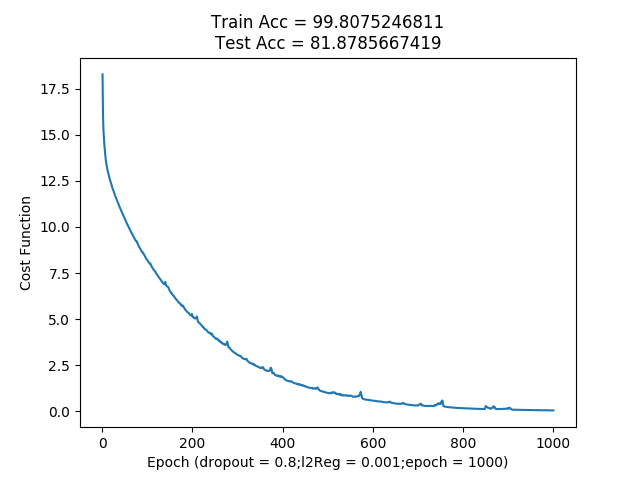 Train Acc = 99.8075246811
Test Acc = 81.8785667419
17.5
15.0
12.5
10.0
7.5
5.0
2.5
0.0
Cost Function
0 200 400 600 800 1000
Epoch (dropout = 0.8;l2Reg = 0.001;epoch = 1000)